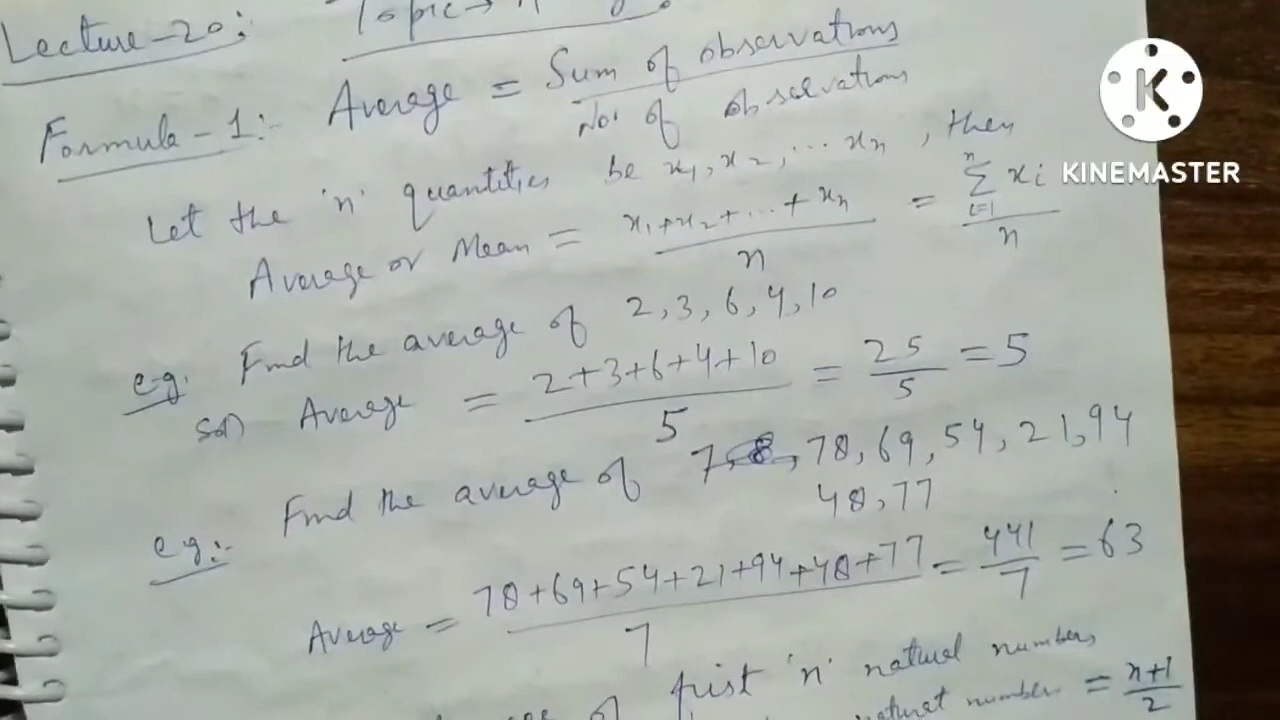 Lecture-20:
Topic →
Formula-1:- Average = Sum of observations / No. of observations
Let the 'n' quantities be x1, x2, ... xn, then
Average or Mean = x1+x2+...+xn / n = n Σ i=1 xi / n
e.g. Find the average of 2, 3, 6, 4, 10
Sol) Average = 2+3+6+4+10 / 5 = 25 / 5 = 5
e.g:- Find the average of 78, 69, 54, 21, 94
48, 77
Average = 78+69+54+21+94+48+77 / 7 = 441 / 7 = 63
of first 'n' natural numbers
natural numbers = n+1 / 2
K
KINEMASTER